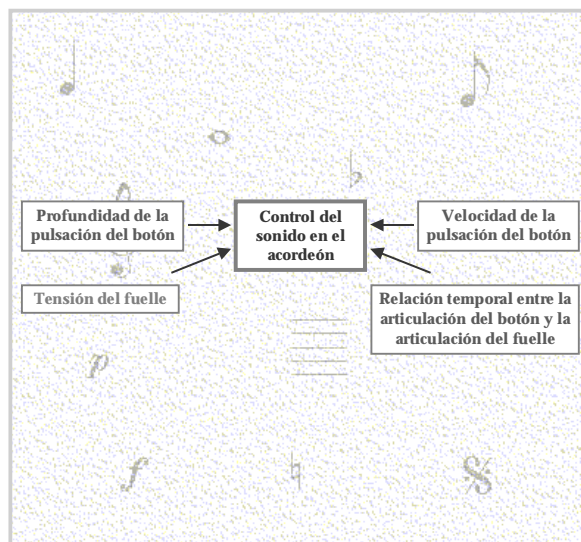 Profundidad de la
pulsación del botón
Control del
sonido en el
acordeón
Velocidad de la
pulsación del botón
Tensión del fuelle
Relación temporal entre la
articulación del botón y la
articulación del fuelle
p
f